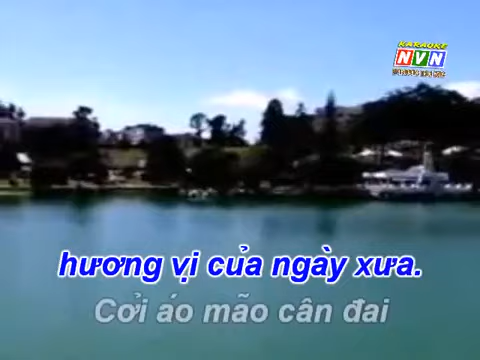 KARAOKE
NVN
hương vị của ngày xưa.
Cởi áo mão cân đai